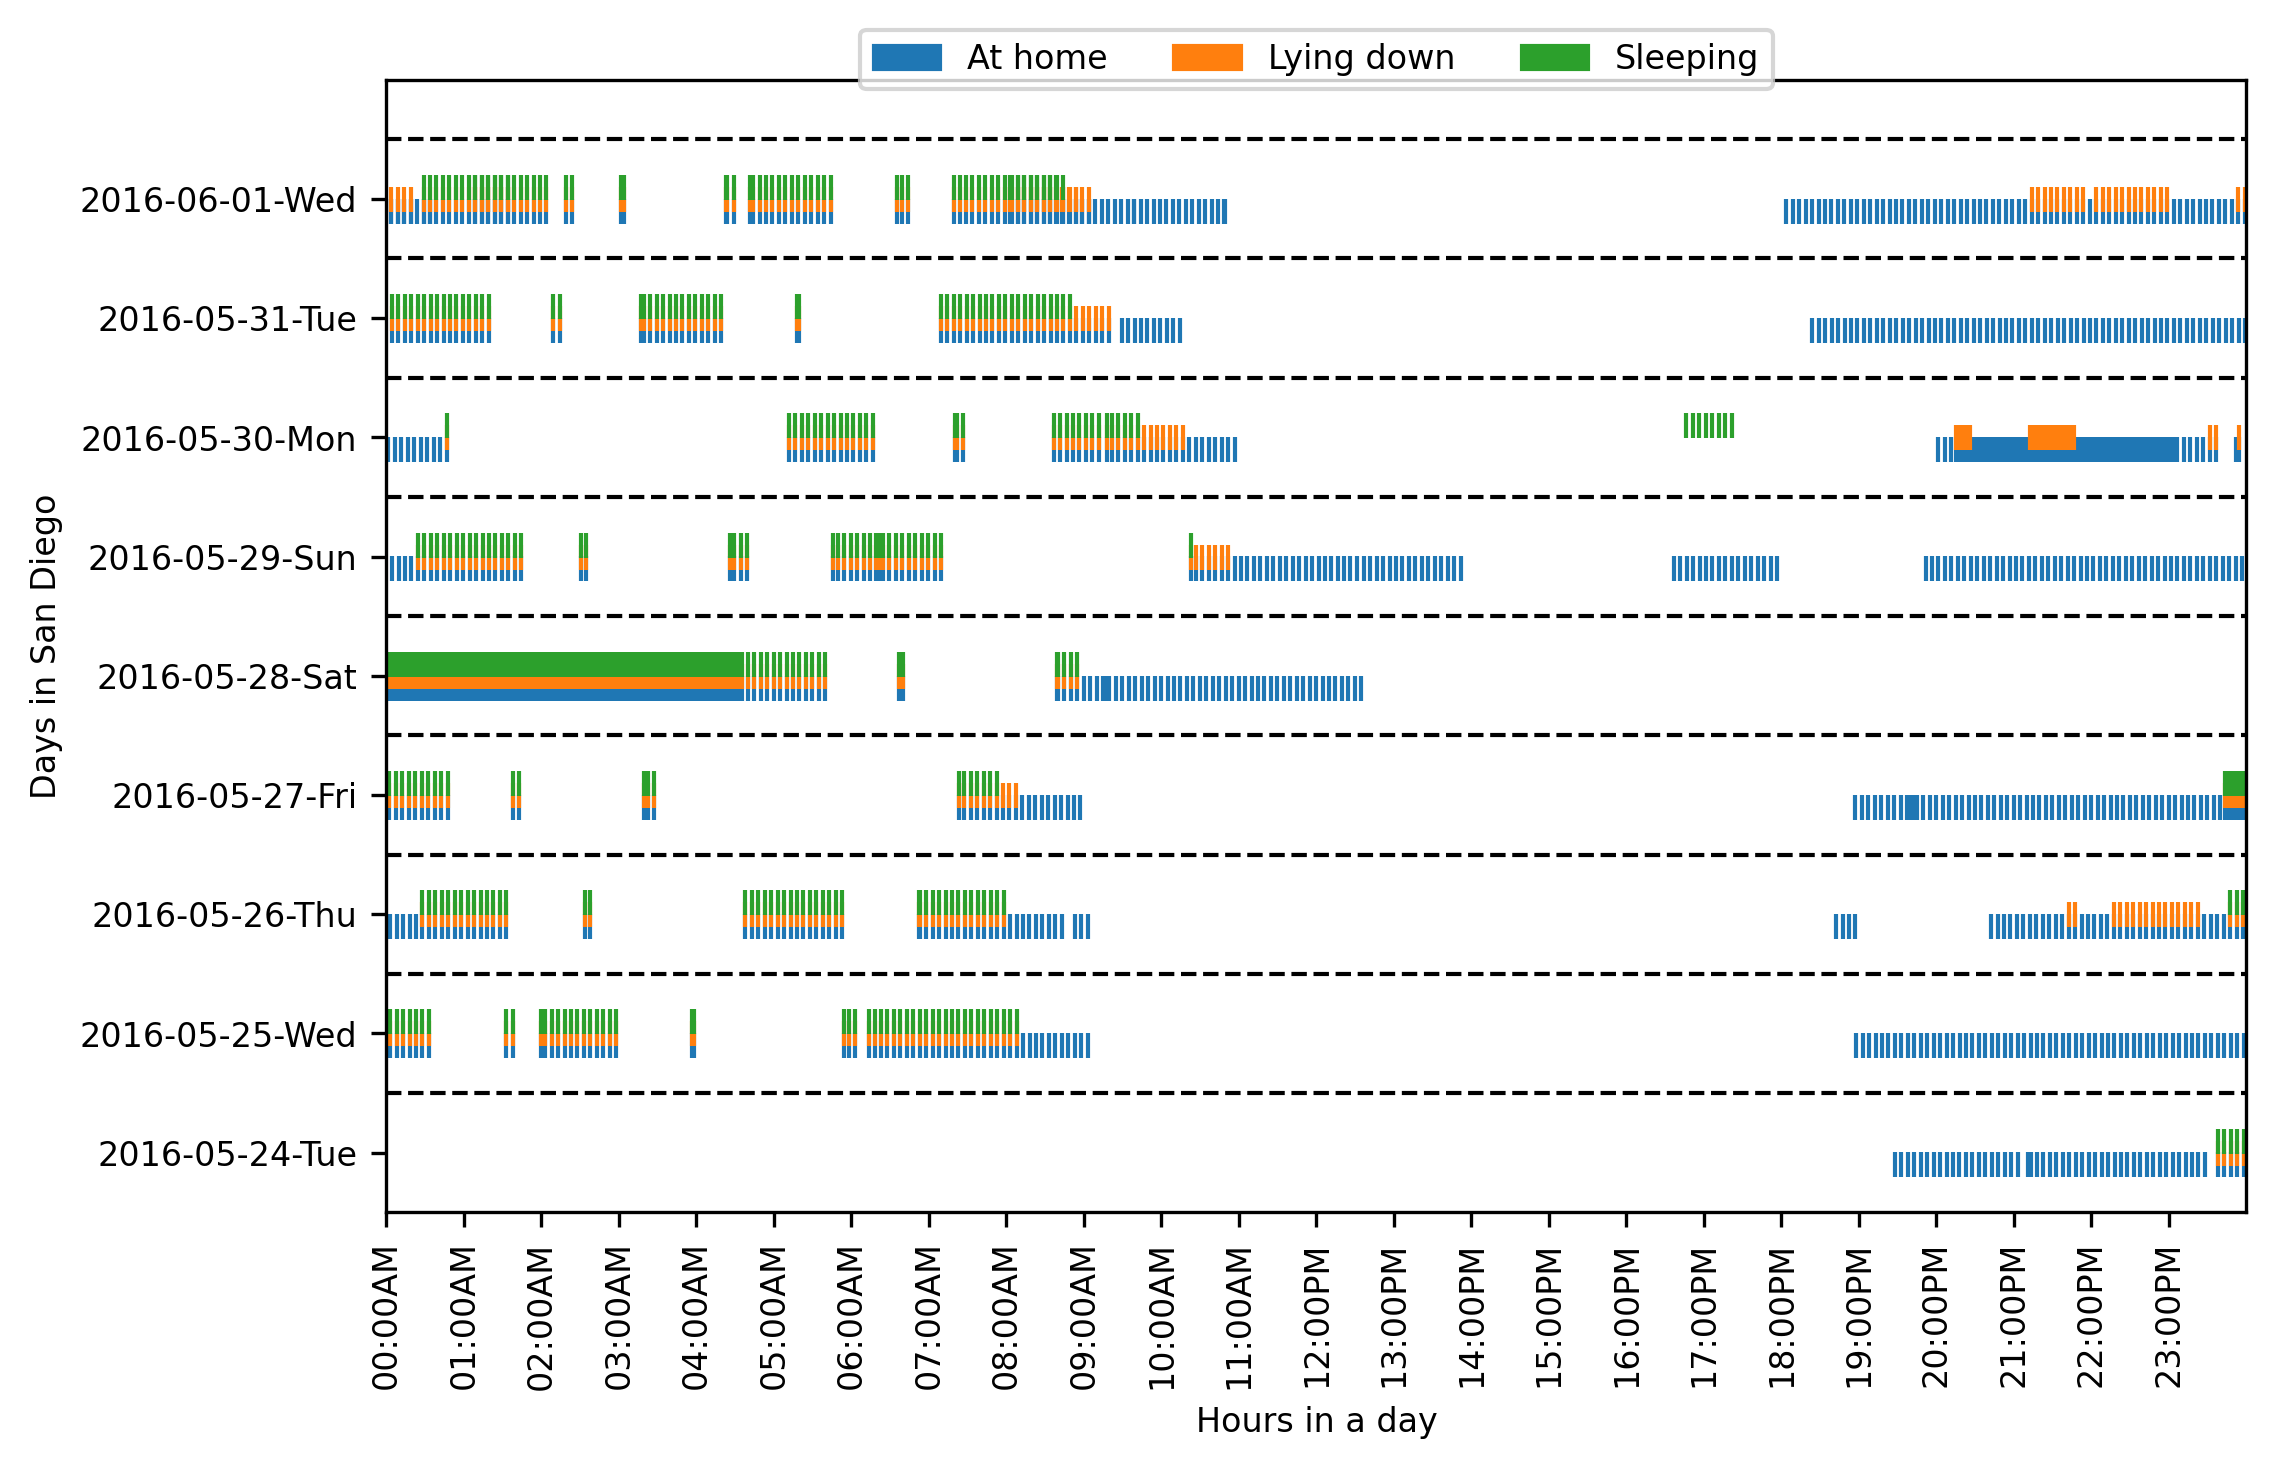 At home Lying down Sleeping
2016-06-01-Wed
2016-05-31-Tue
2016-05-30-Mon
2016-05-29-Sun
2016-05-28-Sat
2016-05-27-Fri
2016-05-26-Thu
2016-05-25-Wed
2016-05-24-Tue
Days in San Diego
00:00AM
01:00AM
02:00AM
03:00AM
04:00AM
05:00AM
06:00AM
07:00AM
08:00AM
09:00AM
10:00AM
11:00AM
12:00PM
13:00PM
14:00PM
15:00PM
16:00PM
17:00PM
18:00PM
19:00PM
20:00PM
21:00PM
22:00PM
23:00PM
Hours in a day